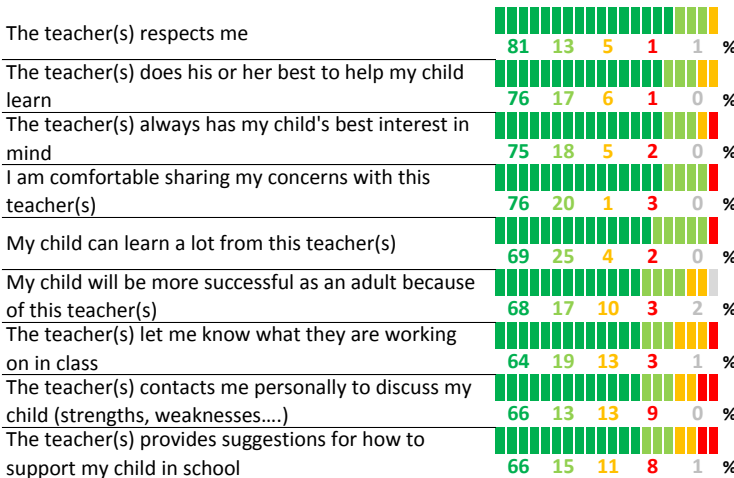 The teacher(s) respects me
81 13 5 1 1 %
The teacher(s) does his or her best to help my child
learn
76 17 6 1 0 %
The teacher(s) always has my child's best interest in
mind
75 18 5 2 0 %
I am comfortable sharing my concerns with this
teacher(s)
76 20 1 3 0 %
My child can learn a lot from this teacher(s)
69 25 4 2 0 %
My child will be more successful as an adult because
of this teacher(s)
68 17 10 3 2 %
The teacher(s) let me know what they are working
on in class
64 19 13 3 1 %
The teacher(s) contacts me personally to discuss my
child (strengths, weaknesses....)
66 13 13 9 0 %
The teacher(s) provides suggestions for how to
support my child in school
66 15 11 8 1 %